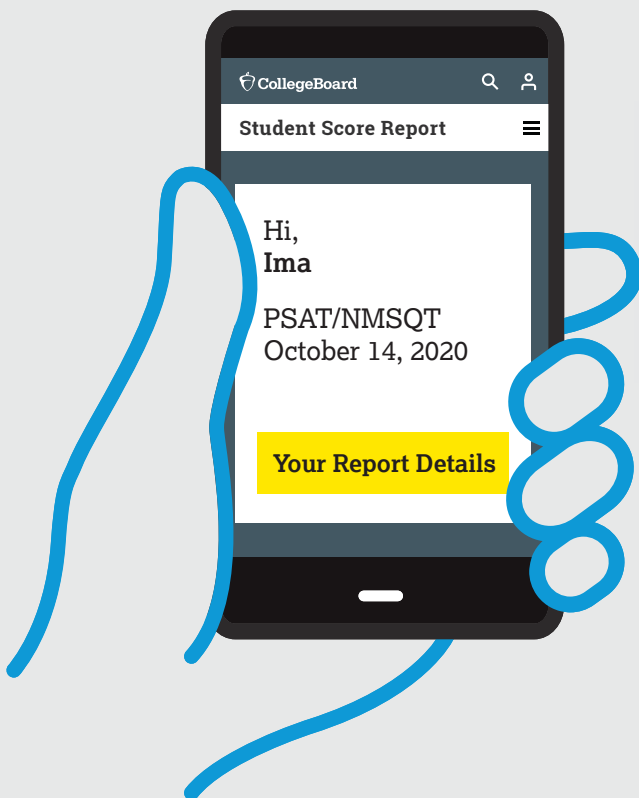 CollegeBoard
Student Score Report
Hi,
Ima
PSAT/NMSQT
October 14, 2020
Your Report Details